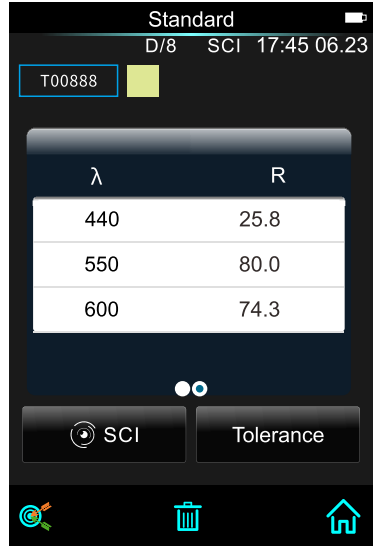 Standard
D/8 SCI 17:45 06.23
T00888
λ R
440 25.8
550 80.0
600 74.3
SCI Tolerance